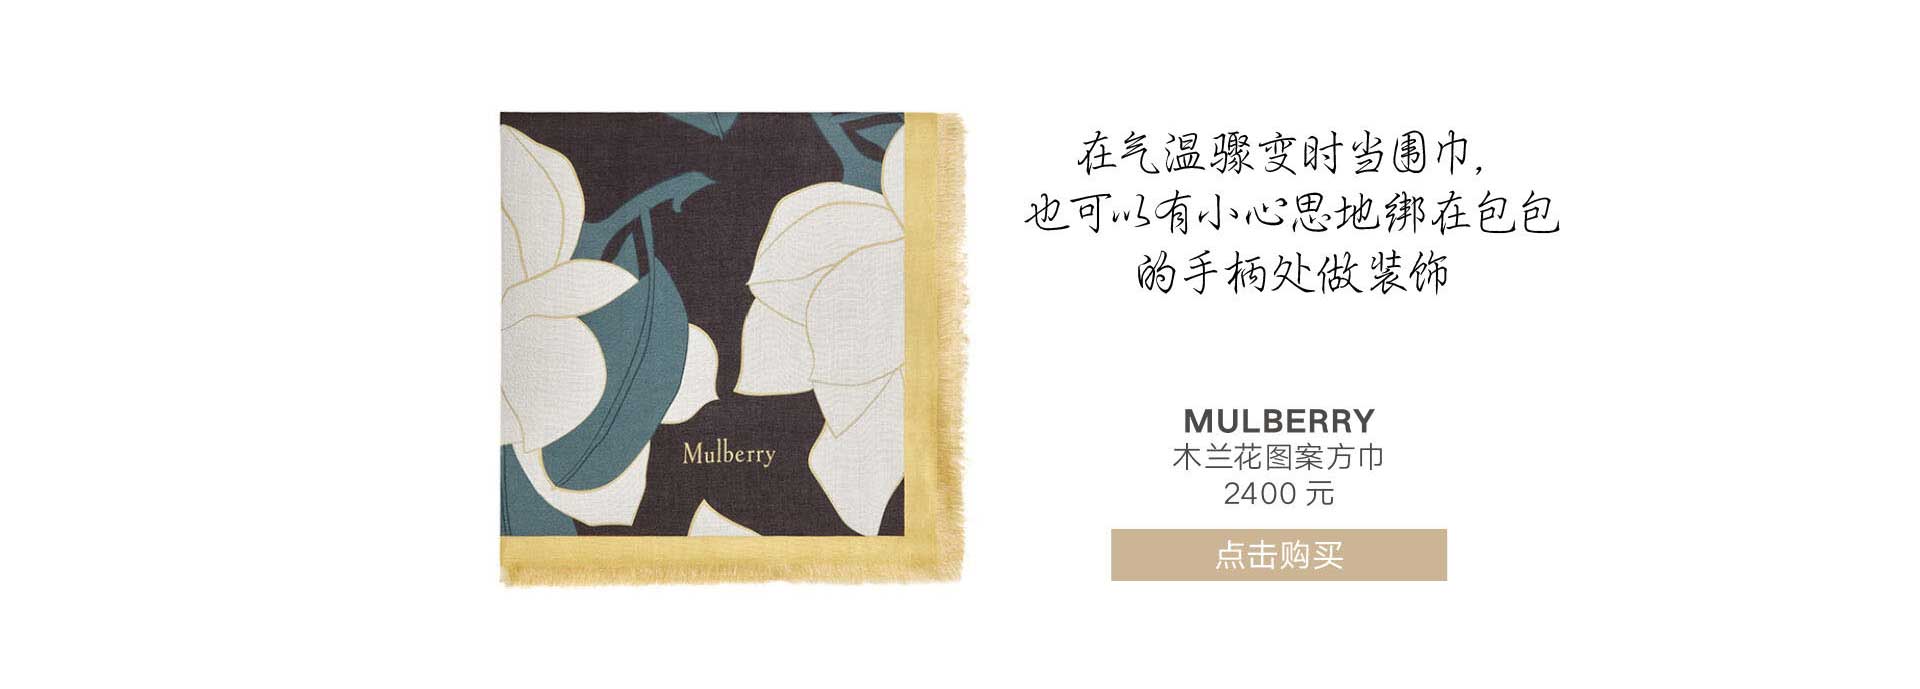 在气温骤变时当围巾,
也可以有小心思地绑在包包
的手柄处做装饰
Mulberry
MULBERRY
木兰花图案方巾
2400 元
点击购买